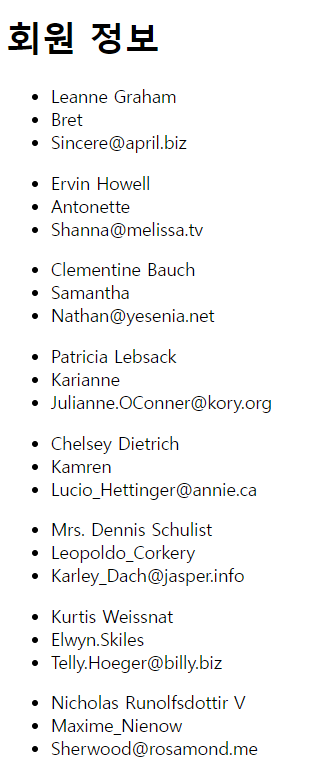 회원 정보
Leanne Graham
Bret
Sincere@april.biz
Ervin Howell
Antonette
Shanna@melissa.tv
Clementine Bauch
Samantha
Nathan@yesenia.net
Patricia Lebsack
Karianne
Julianne.OConner@kory.org
Chelsey Dietrich
Kamren
Lucio_Hettinger@annie.ca
Mrs. Dennis Schulist
Leopoldo_Corkery
Karley_Dach@jasper.info
Kurtis Weissnat
Elwyn.Skiles
Telly.Hoeger@billy.biz
Nicholas Runolfsdottir V
Maxime_Nienow
Sherwood@rosamond.me